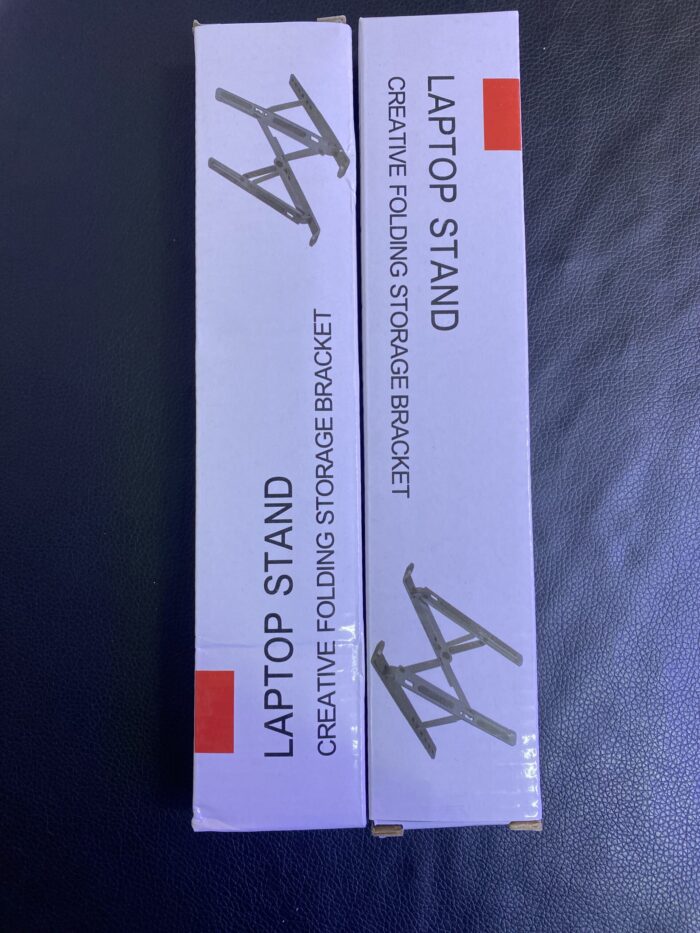 LAPTOP STAND
CREATIVE FOLDING STORAGE BRACKET
LAPTOP STAND
CREATIVE FOLDING STORAGE BRACKET